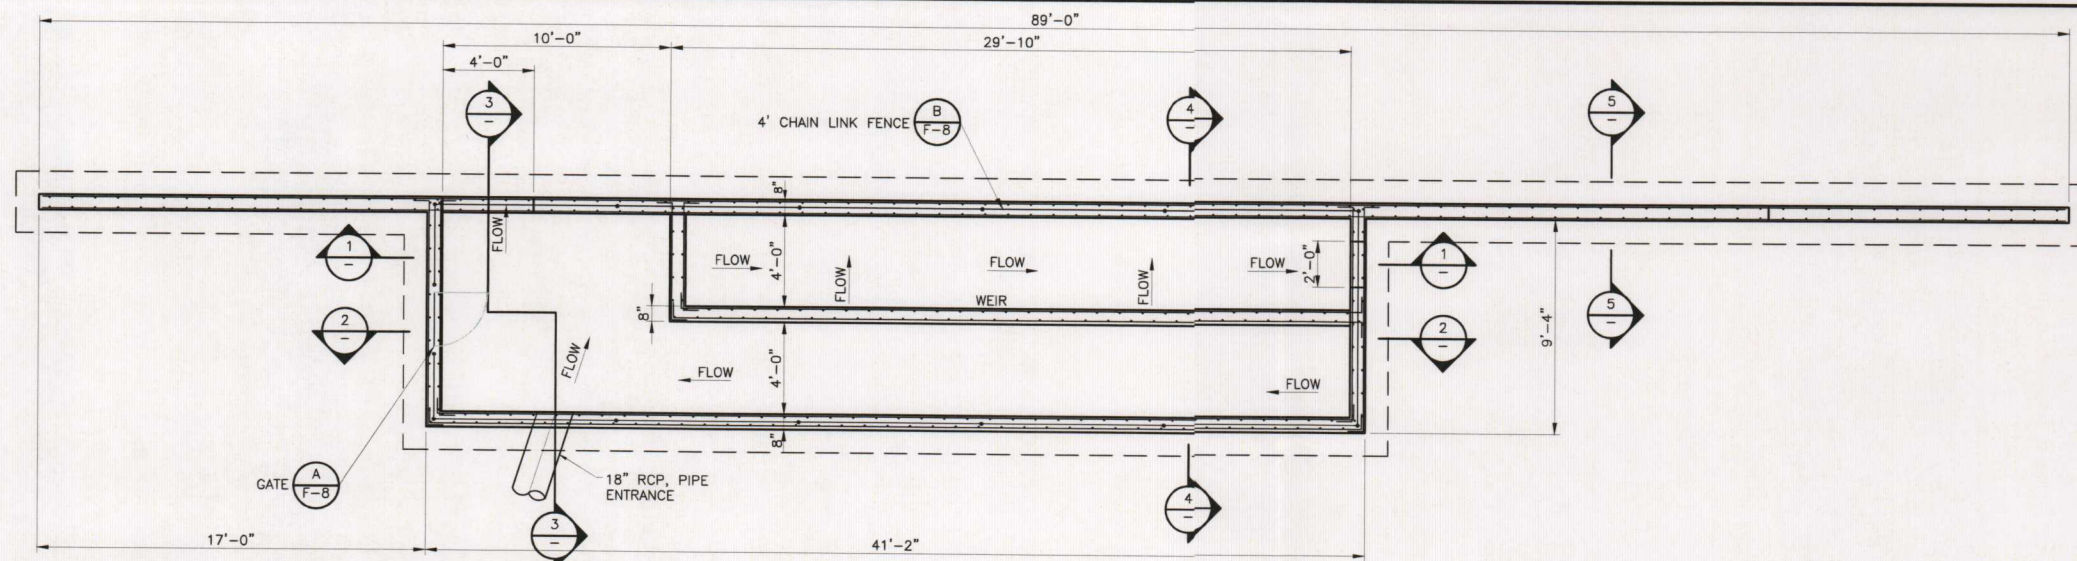 89'-0"
10'-0"
29'-10"
4'-0"
3
–
4
–
5
–
4' CHAIN LINK FENCE
B
F-8
8"
FLOW
1
–
FLOW
4'-0"
FLOW
FLOW
FLOW
FLOW
2'-0"
1
–
WEIR
8"
2
–
2
–
5
–
9'-4"
FLOW
4'-0"
FLOW
FLOW
8"
GATE
A
F-8
18" RCP, PIPE
ENTRANCE
4
–
3
–
17'-0"
41'-2"